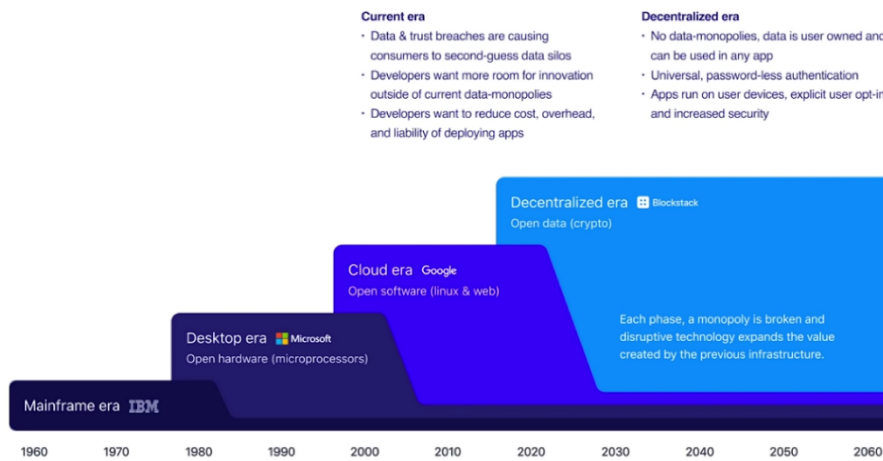 Current era
• Data & trust breaches are causing
consumers to second-guess data silos
• Developers want more room for innovation
outside of current data-monopolies
• Developers want to reduce cost, overhead,
and liability of deploying apps
Decentralized era
• No data-monopolies, data is user owned and
can be used in any app
• Universal, password-less authentication
• Apps run on user devices, explicit user opt-in
and increased security
Decentralized era Blockstack
Open data (crypto)
Cloud era Google
Open software (linux & web)
Each phase, a monopoly is broken and
disruptive technology expands the value
created by the previous infrastructure.
Desktop era Microsoft
Open hardware (microprocessors)
Mainframe era IBM
1960 1970 1980 1990 2000 2010 2020 2030 2040 2050 2060